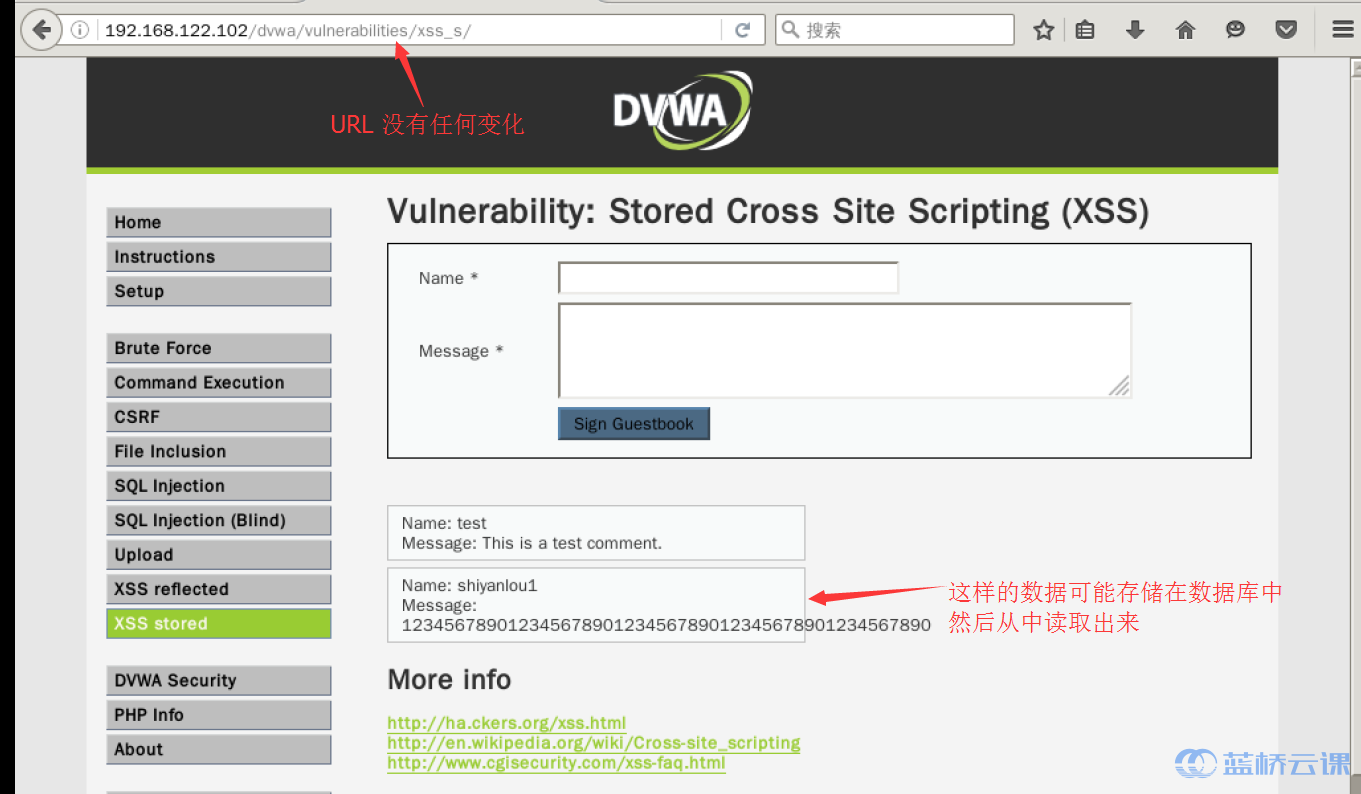 192.168.122.102/dvwa/vulnerabilities/xss_s/
搜索
URL 没有任何变化
DVWA
Vulnerability: Stored Cross Site Scripting (XSS)
Home
Instructions
Setup
Brute Force
Command Execution
CSRF
File Inclusion
SQL Injection
SQL Injection (Blind)
Upload
XSS reflected
XSS stored
DVWA Security
PHP Info
About
Name *
Message *
Sign Guestbook
Name: test
Message: This is a test comment.
Name: shiyanlou1
Message:
12345678901234567890123456789012345678901234567890
这样的数据可能存储在数据库中
然后从中读取出来
More info
http://ha.ckers.org/xss.html
http://en.wikipedia.org/wiki/Cross-site_scripting
http://www.cgisecurity.com/xss-faq.html
蓝桥云课